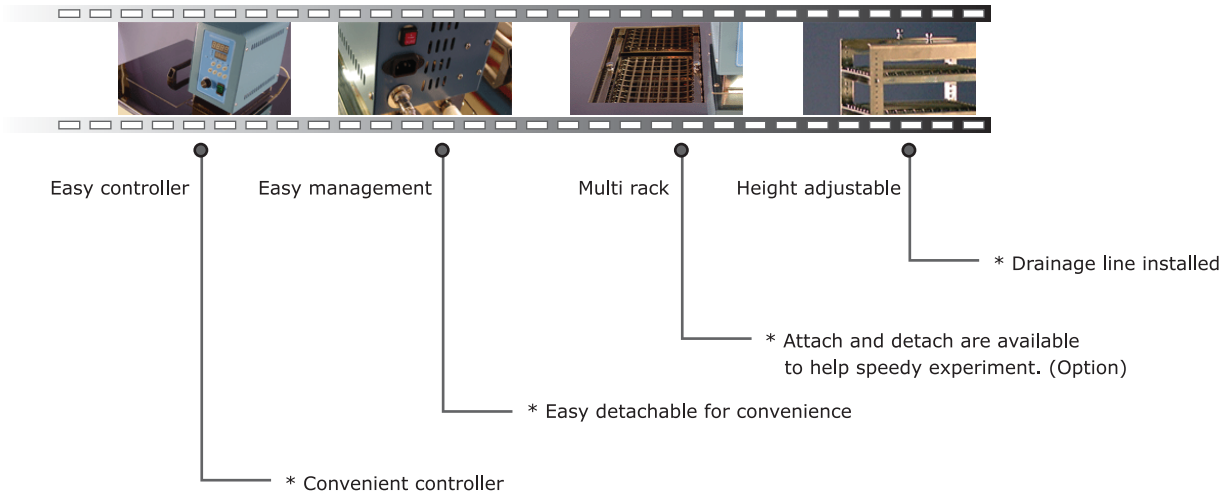 Easy controller
Easy management
Multi rack
Height adjustable
* Drainage line installed
* Attach and detach are available
to help speedy experiment. (Option)
* Easy detachable for convenience
* Convenient controller